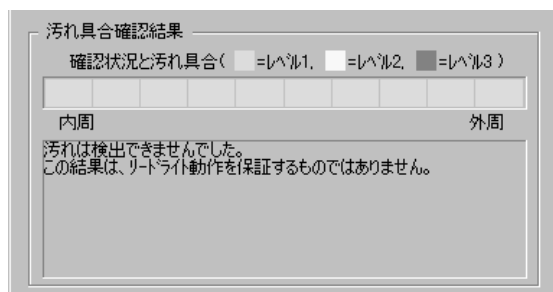 汚れ具合確認結果
確認状況と汚れ具合( =ﾚﾍﾞﾙ1, =ﾚﾍﾞﾙ2, =ﾚﾍﾞﾙ3 )
内周 外周
汚れは検出できませんでした。
この結果は、ﾘｰﾄﾞﾗｲﾄ動作を保証するものではありません。